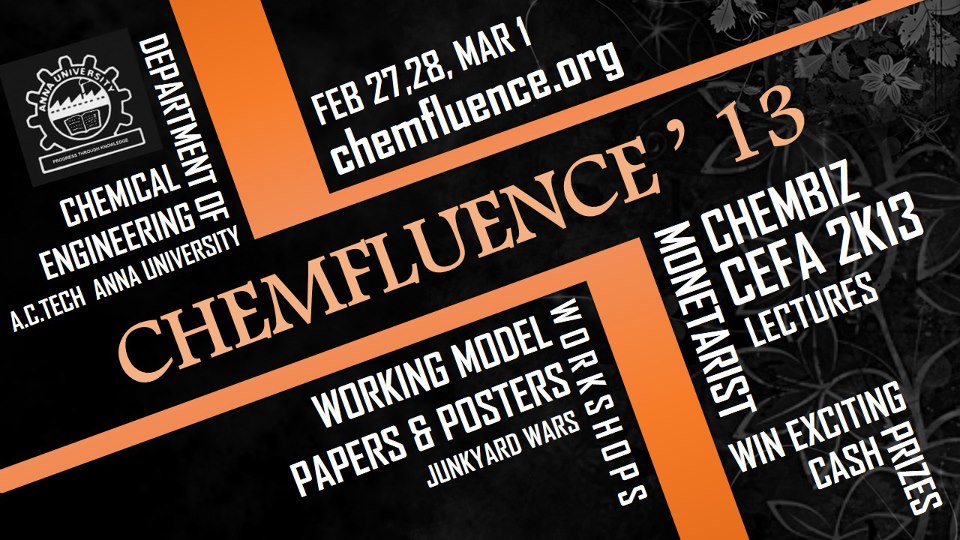 ANNA UNIVERSITY
PROGRESS THROUGH KNOWLEDGE
DEPARTMENT OF
CHEMICAL
ENGINEERING
A.C.TECH ANNA UNIVERSITY
FEB 27,28, MAR 1
chemfluence.org
CHEMFLUENCE' 13
WORKING MODEL
PAPERS & POSTERS
JUNKYARD WARS
WORKSHOPS
MONETARIST
CHEMBIZ
CEFA 2K13
LECTURES
WIN EXCITING
CASH PRIZES